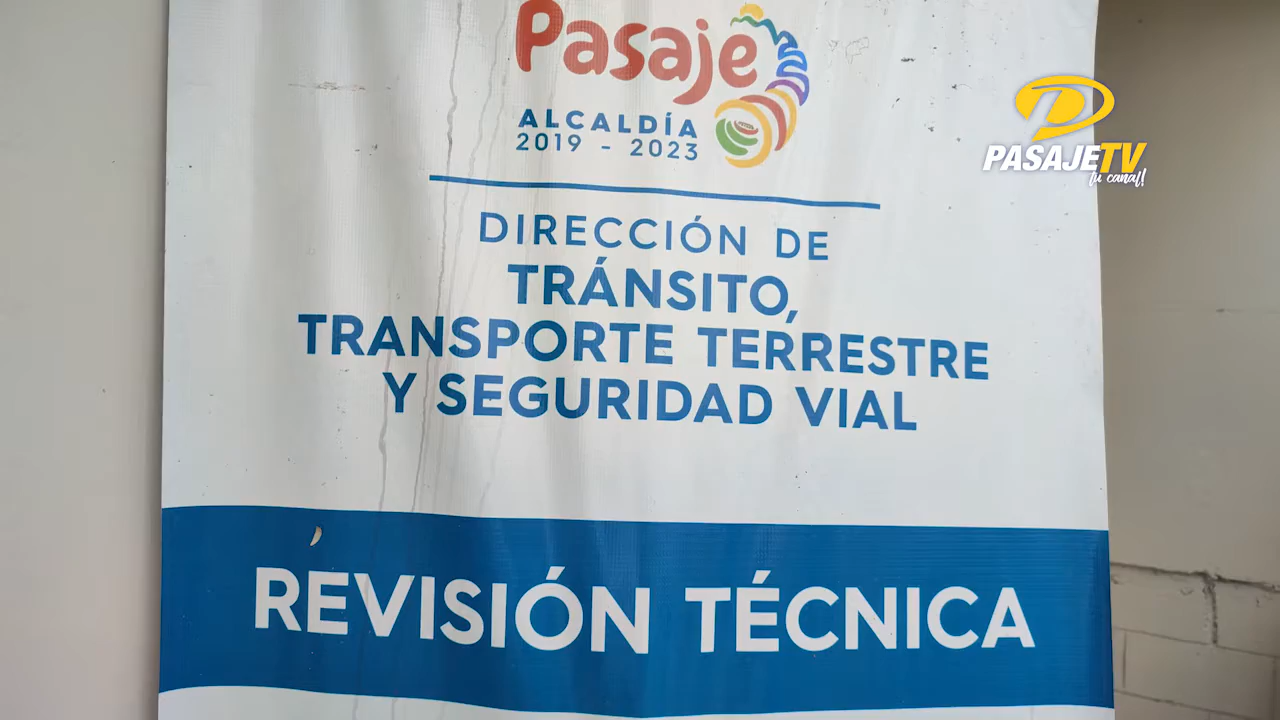 Pasaje
ALCALDÍA
2019 - 2023
PASAJETV
tu canal!
DIRECCIÓN DE
TRÁNSITO,
TRANSPORTE TERRESTRE
Y SEGURIDAD VIAL
REVISIÓN TÉCNICA